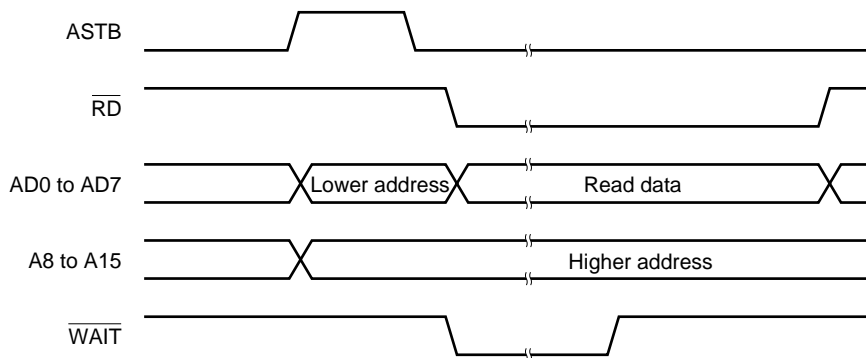 ASTB
RD
AD0 to AD7 Lower address Read data
A8 to A15 Higher address
WAIT